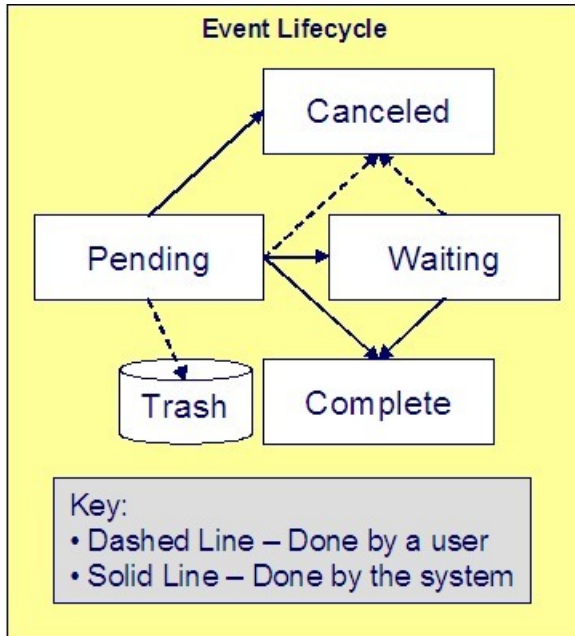 Event Lifecycle
Canceled
Pending
Waiting
Trash
Complete
Key:
• Dashed Line – Done by a user
• Solid Line – Done by the system